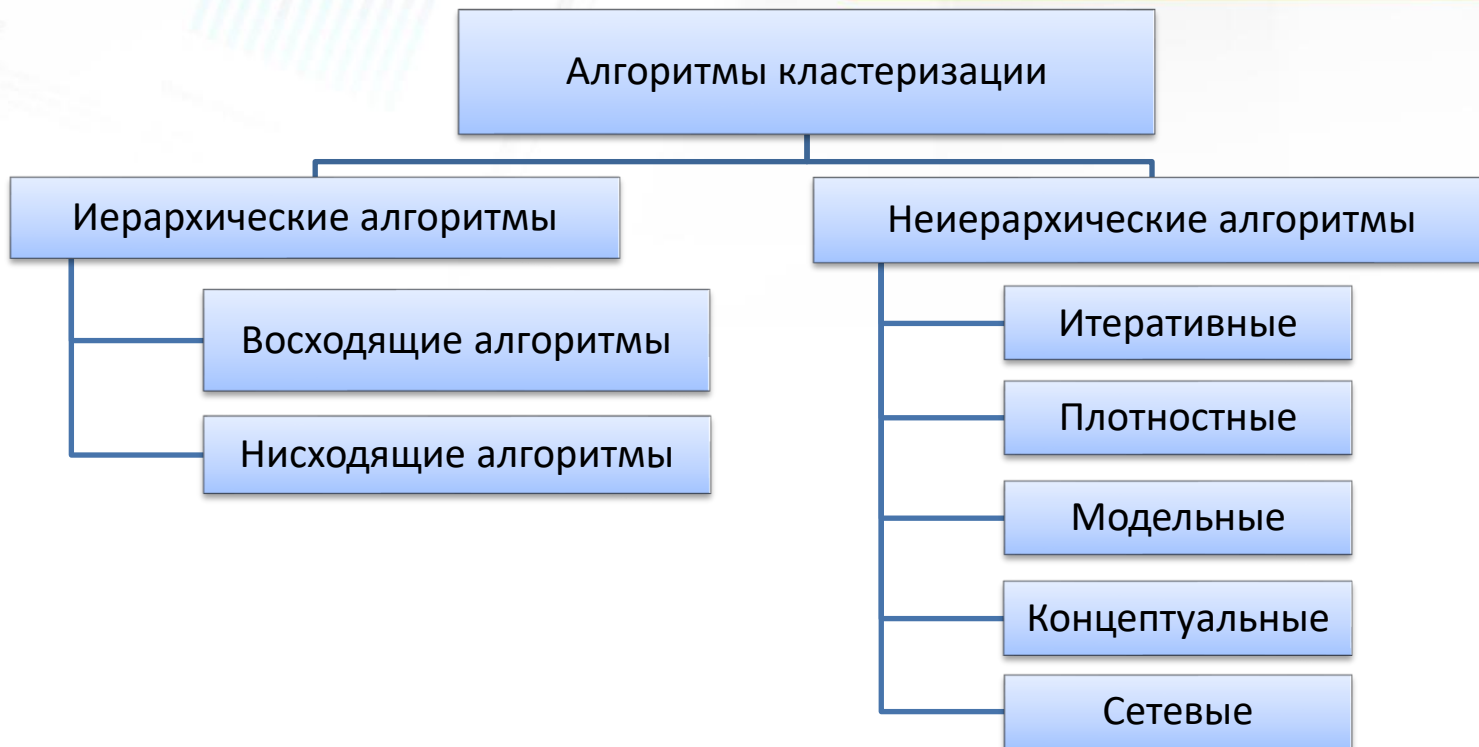 Алгоритмы кластеризации
Иерархические алгоритмы
Восходящие алгоритмы
Нисходящие алгоритмы
Неиерархические алгоритмы
Итеративные
Плотностные
Модельные
Концептуальные
Сетевые